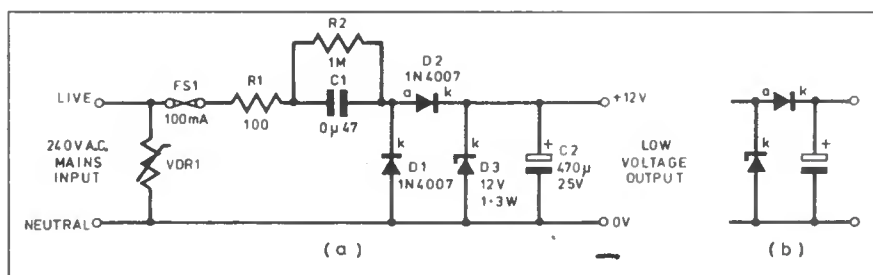 R2
1M
D2
1N4007
FS1
R1
C1
LIVE
a
k
+12V
100mA
100
0µ47
240V A.C.
MAINS
INPUT
VDR1
k
D1
1N4007
k
D3
12V
1·3W
+
C2
470µ
25V
LOW
VOLTAGE
OUTPUT
a
k
k
+
NEUTRAL
0V
(a)
(b)